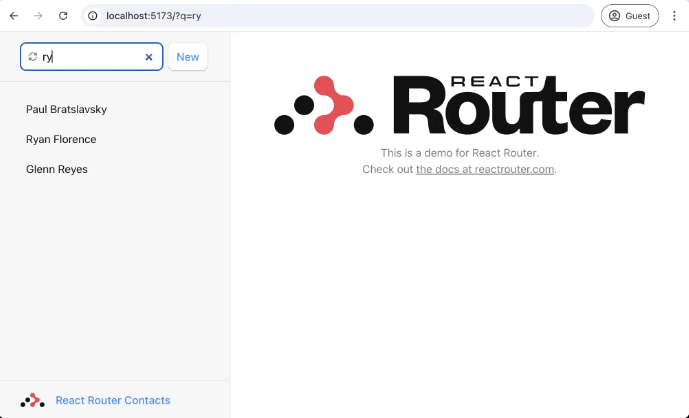 localhost:5173/?q=ry
Guest
ry
New
Paul Bratslavsky
Ryan Florence
Glenn Reyes
React Router Contacts
REACT
Router
This is a demo for React Router.
Check out the docs at reactrouter.com.